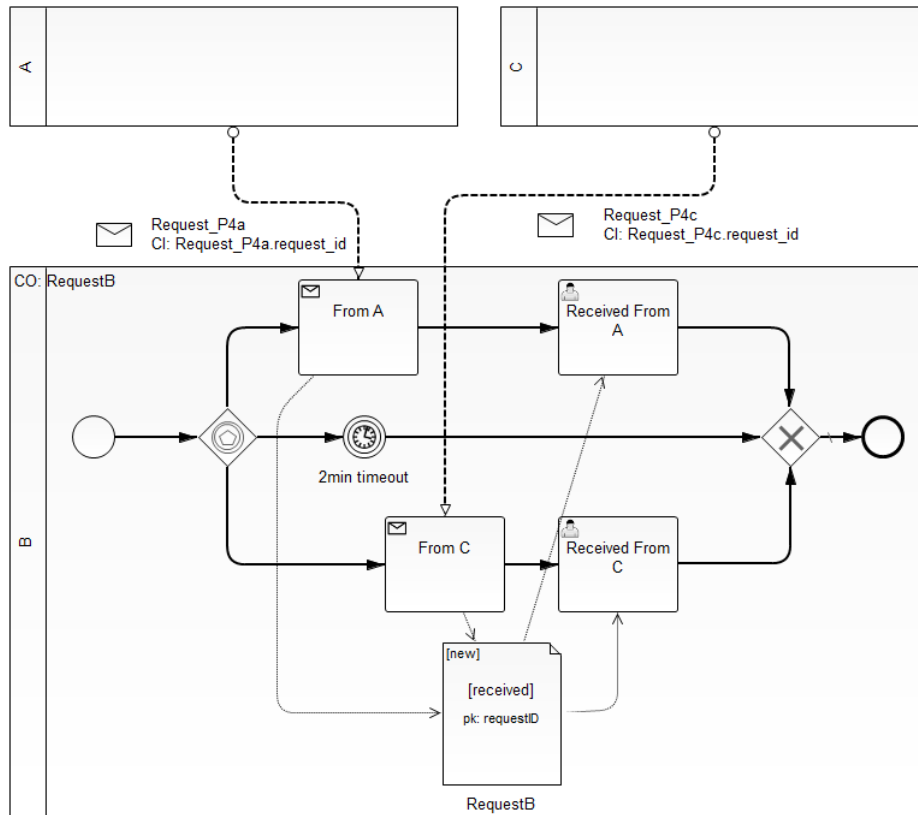 A
C
Request_P4a
CI: Request_P4a.request_id
Request_P4c
CI: Request_P4c.request_id
CO: RequestB
B
From A
Received From
A
2min timeout
From C
Received From
C
[new]
[received]
pk: requestID
RequestB